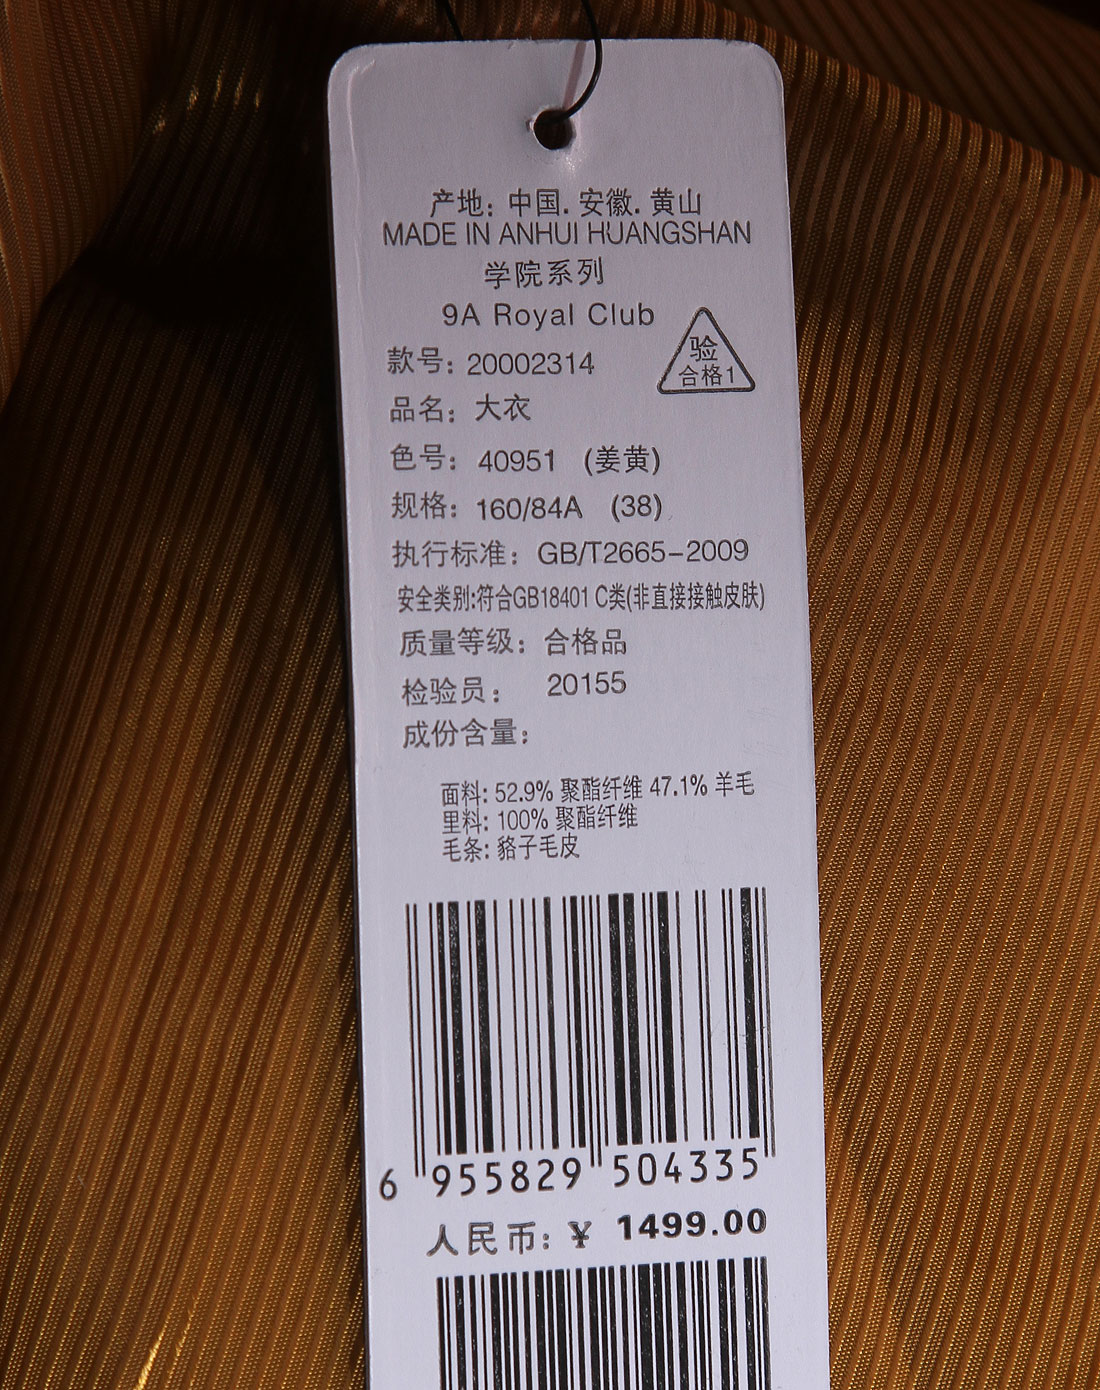 产地: 中国. 安徽. 黄山
MADE IN ANHUI HUANGSHAN
学院系列
9A Royal Club
验
合格1
款号: 20002314
品名: 大衣
色号: 40951 (姜黄)
规格: 160/84A (38)
执行标准: GB/T2665-2009
安全类别:符合GB18401 C类(非直接接触皮肤)
质量等级: 合格品
检验员: 20155
成份含量:
面料: 52.9% 聚酯纤维 47.1% 羊毛
里料: 100% 聚酯纤维
毛条: 貉子毛皮
6 955829 504335
人民币: ¥ 1499.00